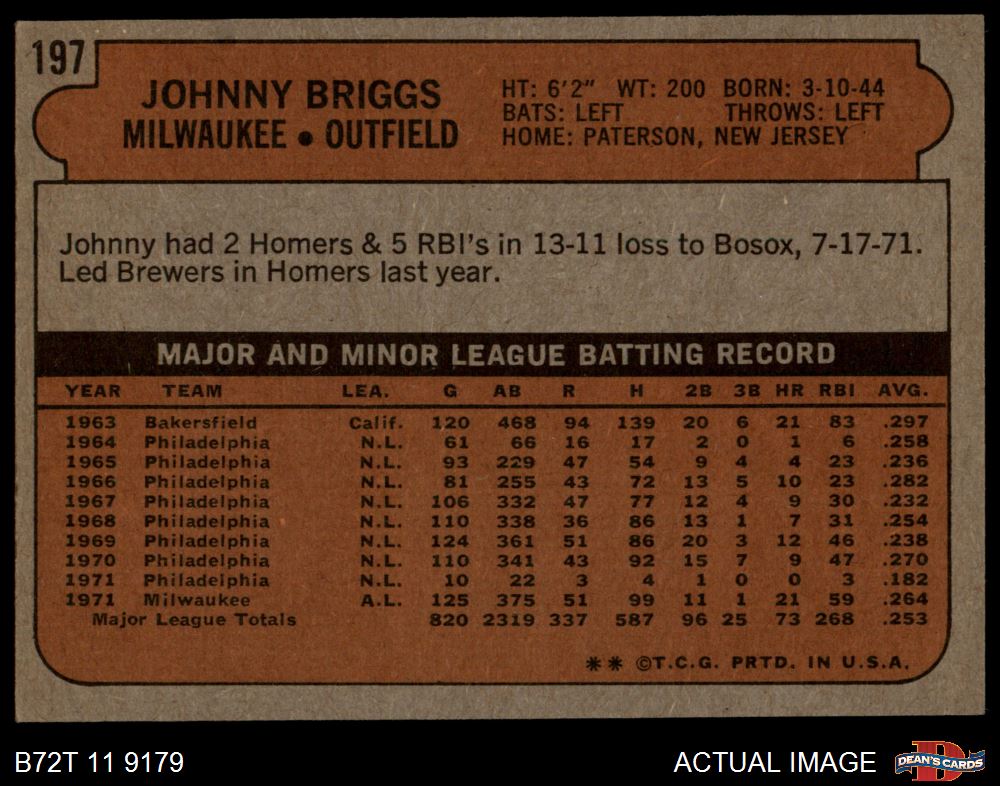 197
JOHNNY BRIGGS
MILWAUKEE • OUTFIELD
HT: 6'2" WT: 200 BORN: 3-10-44
BATS: LEFT THROWS: LEFT
HOME: PATERSON, NEW JERSEY
Johnny had 2 Homers & 5 RBI's in 13-11 loss to Bosox, 7-17-71.
Led Brewers in Homers last year.
MAJOR AND MINOR LEAGUE BATTING RECORD
YEAR TEAM LEA. G AB R H 2B 3B HR RBI AVG.
1963 Bakersfield Calif. 120 468 94 139 20 6 21 83 .297
1964 Philadelphia N.L. 61 66 16 17 2 0 1 6 .258
1965 Philadelphia N.L. 93 229 47 54 9 4 4 23 .236
1966 Philadelphia N.L. 81 255 43 72 13 5 10 23 .282
1967 Philadelphia N.L. 106 332 47 77 12 4 9 30 .232
1968 Philadelphia N.L. 110 338 36 86 13 1 7 31 .254
1969 Philadelphia N.L. 124 361 51 86 20 3 12 46 .238
1970 Philadelphia N.L. 110 341 43 92 15 7 9 47 .270
1971 Philadelphia N.L. 10 22 3 4 1 0 0 3 .182
1971 Milwaukee A.L. 125 375 51 99 11 1 21 59 .264
Major League Totals 820 2319 337 587 96 25 73 268 .253
** ©T.C.G. PRTD. IN U.S.A.
B72T 11 9179
ACTUAL IMAGE
D
DEAN'S CARDS